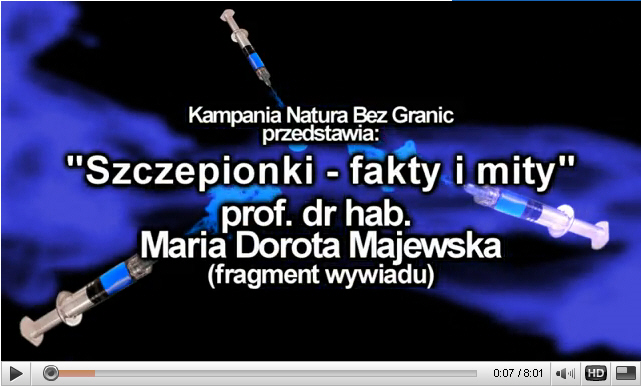 Kampania Natura Bez Granic
przedstawia:
"Szczepionki - fakty i mity"
prof. dr hab.
Maria Dorota Majewska
(fragment wywiadu)
0:07 / 8:01
HD